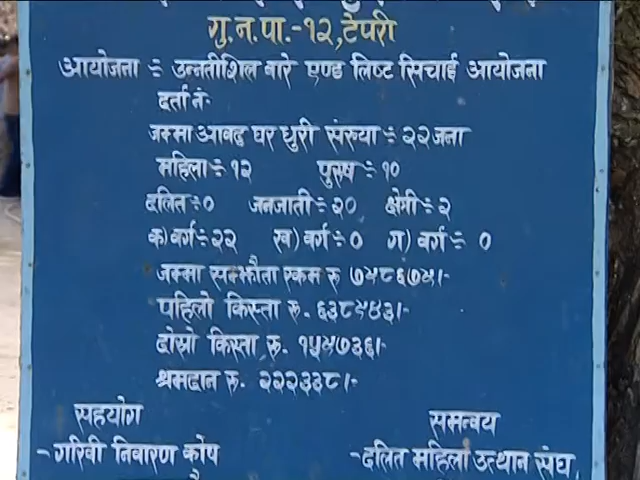 गु.न.पा.-१२,टेपरी
आयोजना ÷ उन्नतीशिल बारे एण्ड लिष्ट सिचाई आयोजना
दर्ता नं
जम्मा आवद्ध घर धुरी संख्या ÷ २२ जना
महिला ÷ १२ पुरुष ÷ १०
दलित ÷ ० जनजाती ÷ २० क्षेत्री ÷ २
क) वर्ग ÷ २२ ख) वर्ग ÷ ० ग) वर्ग ÷ ०
जम्मा सम्झौता रकम रु ७५८६७५।-
पहिलो किस्ता रु. ६३८५४३।-
दोस्रो किस्ता रु. १५५७३६।-
श्रमदान रु. २२२३३८।-
सहयोग
समन्वय
-गरिवी निवारण कोष
-दलित महिला उत्थान संघ